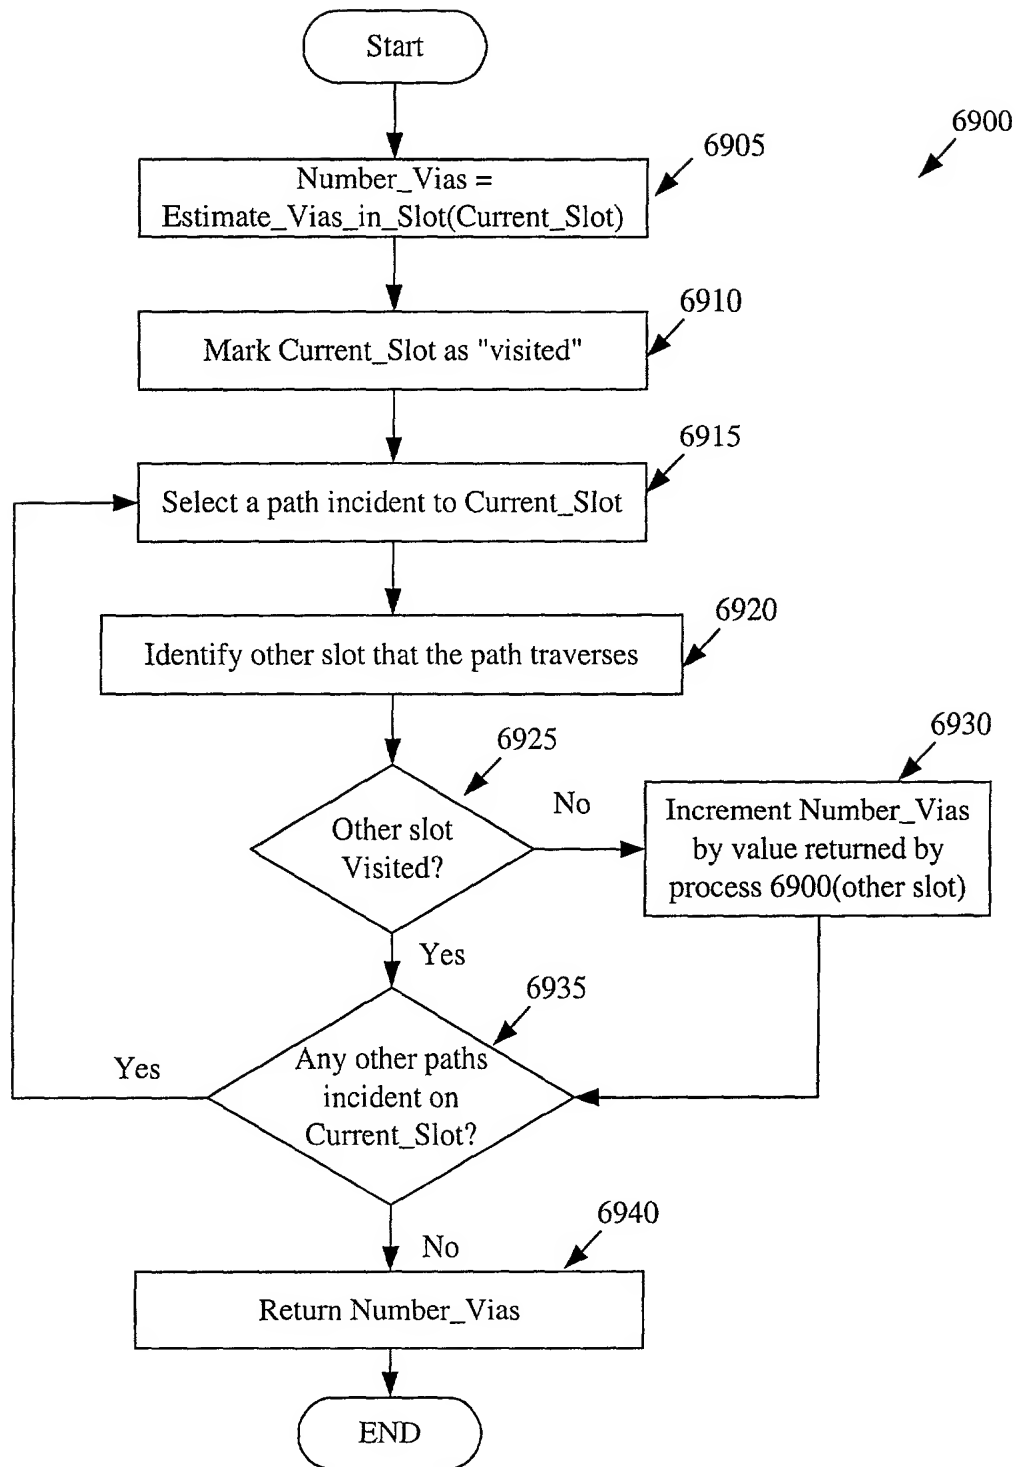 Start
6900
6905
Number_Vias =
Estimate_Vias_in_Slot(Current_Slot)
6910
Mark Current_Slot as "visited"
6915
Select a path incident to Current_Slot
6920
Identify other slot that the path traverses
6925
6930
Other slot
Visited?
No
Increment Number_Vias
by value returned by
process 6900(other slot)
Yes
6935
Yes
Any other paths
incident on
Current_Slot?
6940
No
Return Number_Vias
END